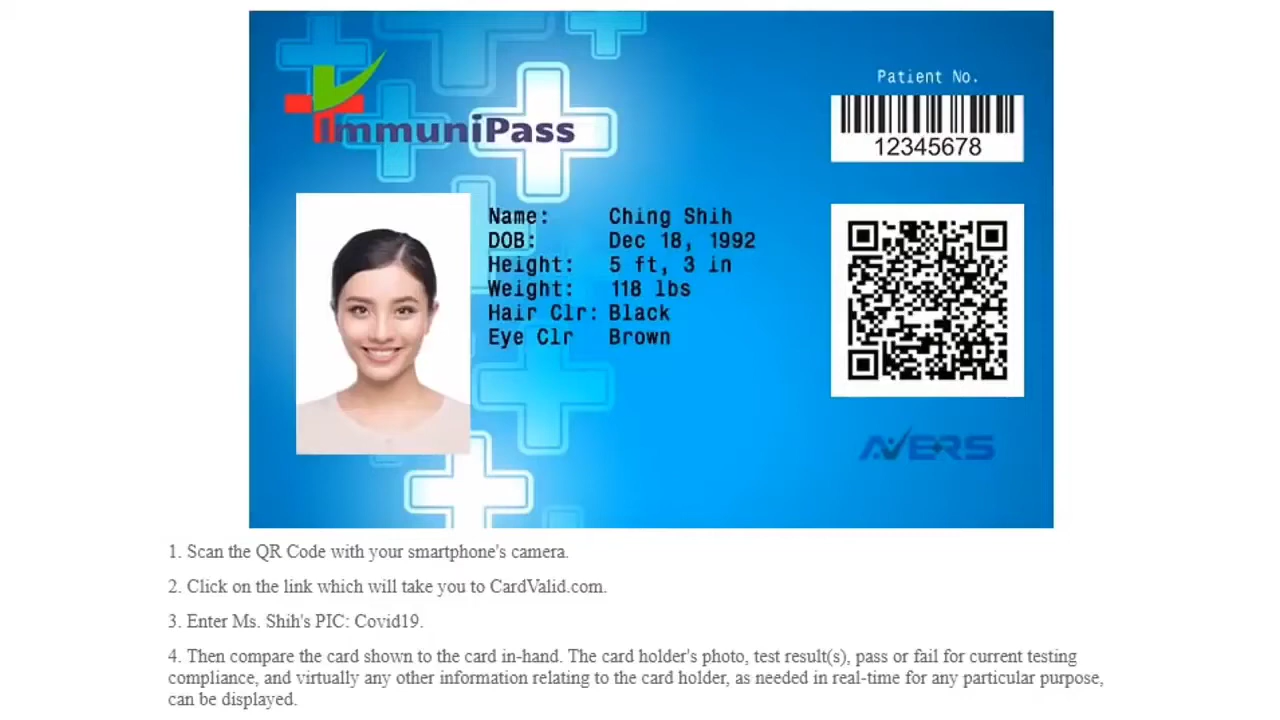 ImmuniPass
Patient No.
12345678
Name: Ching Shih
DOB: Dec 18, 1992
Height: 5 ft, 3 in
Weight: 118 lbs
Hair Clr: Black
Eye Clr Brown
AVERS
1. Scan the QR Code with your smartphone's camera.
2. Click on the link which will take you to CardValid.com.
3. Enter Ms. Shih's PIC: Covid19.
4. Then compare the card shown to the card in-hand. The card holder's photo, test result(s), pass or fail for current testing
compliance, and virtually any other information relating to the card holder, as needed in real-time for any particular purpose,
can be displayed.